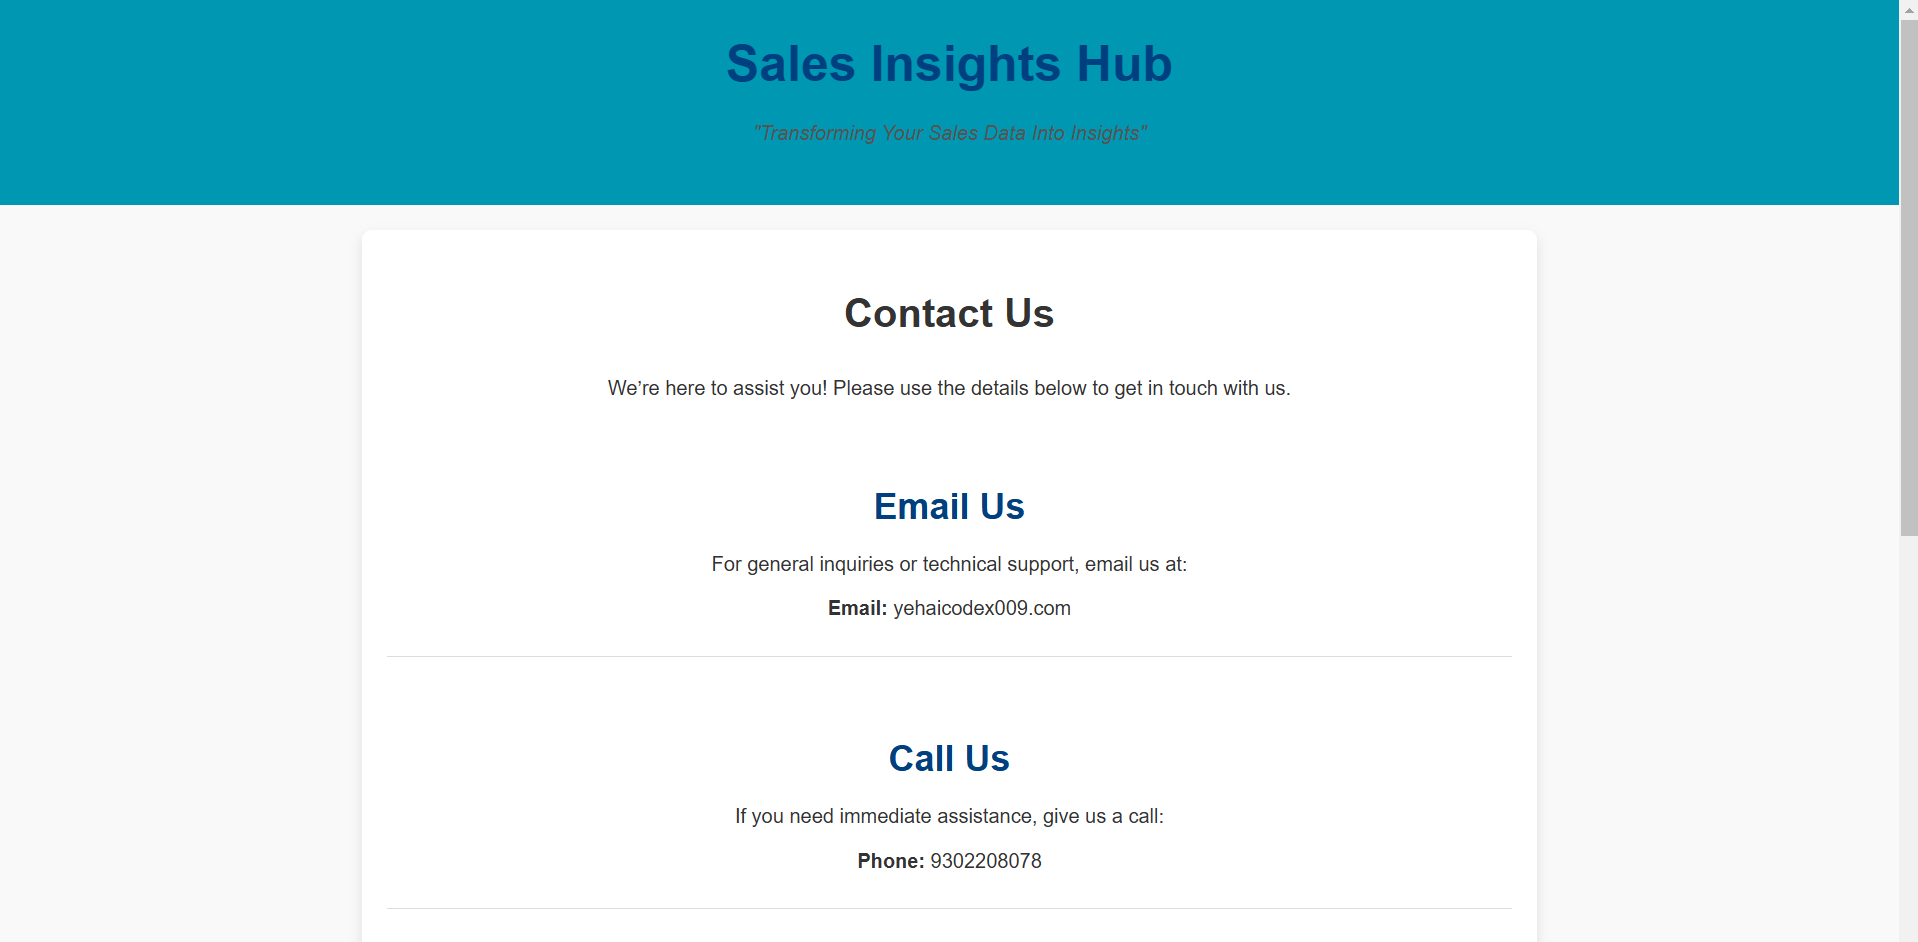 Sales Insights Hub
"Transforming Your Sales Data Into Insights"
Contact Us
We’re here to assist you! Please use the details below to get in touch with us.
Email Us
For general inquiries or technical support, email us at:
Email: yehaicodex009.com
Call Us
If you need immediate assistance, give us a call:
Phone: 9302208078